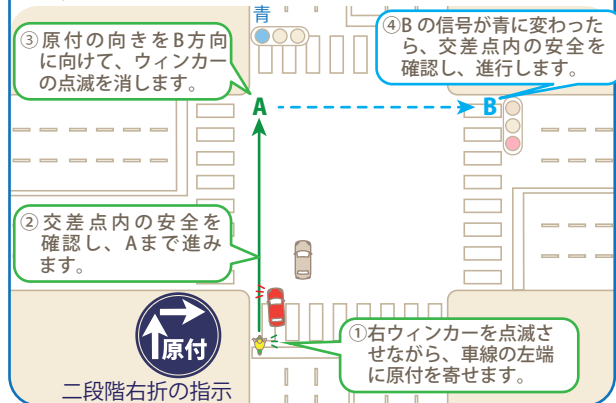 青
③原付の向きをB方向
に向けて、ウィンカー
の点滅を消します。
④Bの信号が青に変わった
ら、交差点内の安全を
確認し、進行します。
A
B
②交差点内の安全を
確認し、Aまで進み
ます。
原付
二段階右折の指示
①右ウィンカーを点滅さ
せながら、車線の左端
に原付を寄せます。